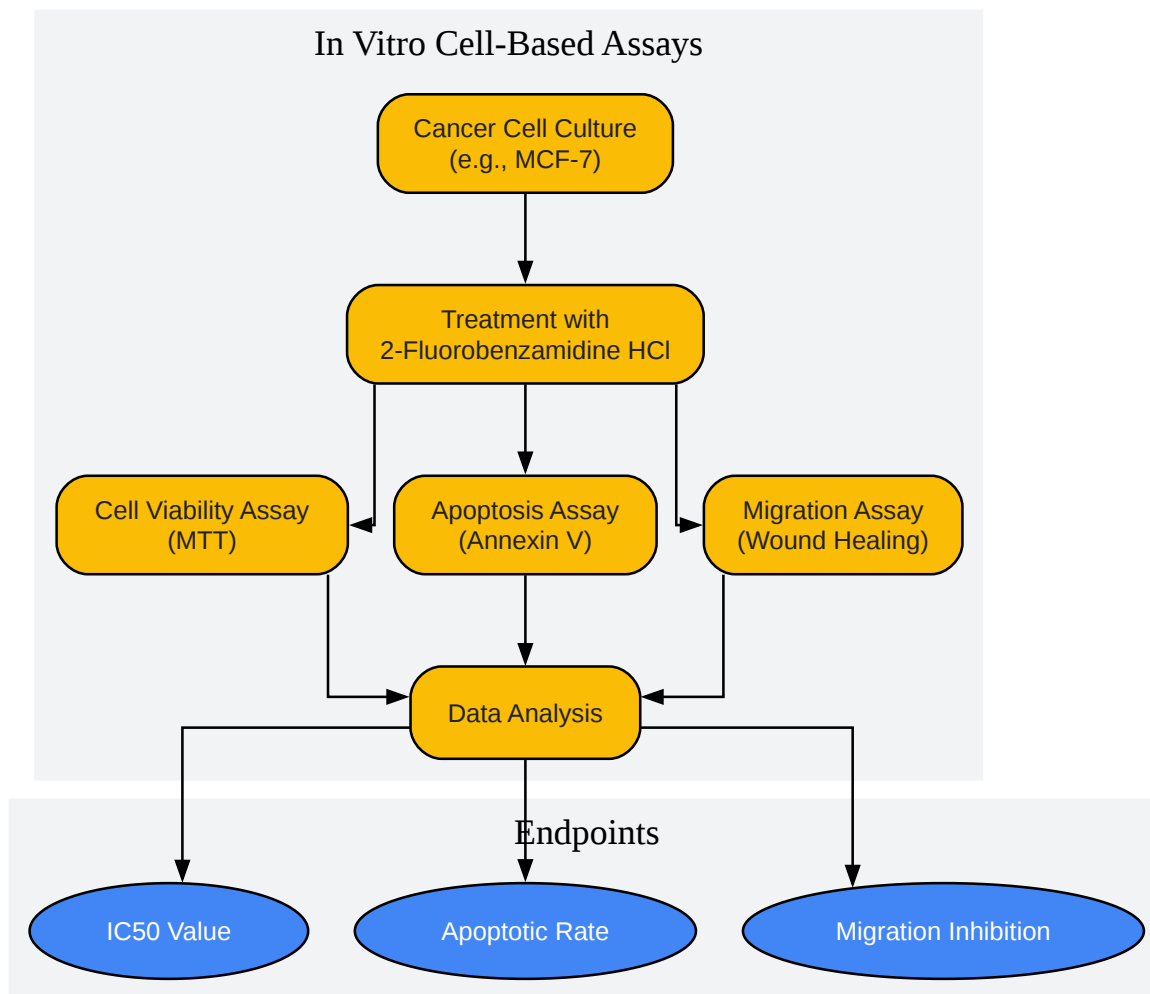 In Vitro Cell-Based Assays
Cancer Cell Culture
(e.g., MCF-7)
Treatment with
2-Fluorobenzamidine HCl
Cell Viability Assay
(MTT)
Apoptosis Assay
(Annexin V)
Migration Assay
(Wound Healing)
Data Analysis
Endpoints
IC50 Value
Apoptotic Rate
Migration Inhibition